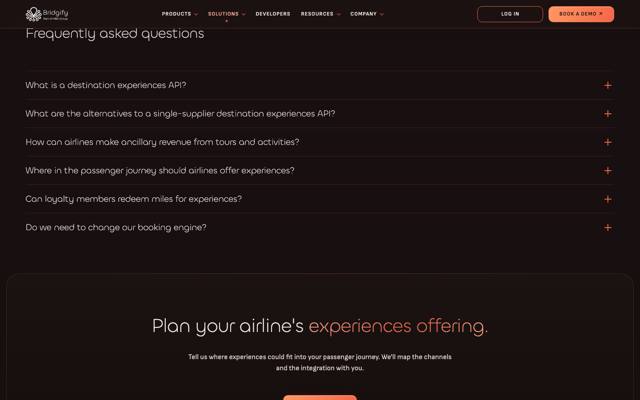 Bridgify
PRODUCTS
SOLUTIONS
DEVELOPERS
RESOURCES
COMPANY
LOG IN
BOOK A DEMO
Frequently asked questions
What is a destination experiences API?
What are the alternatives to a single-supplier destination experiences API?
How can airlines make ancillary revenue from tours and activities?
Where in the passenger journey should airlines offer experiences?
Can loyalty members redeem miles for experiences?
Do we need to change our booking engine?
Plan your airline's experiences offering.
Tell us where experiences could fit into your passenger journey. We'll map the channels
and the integration with you.